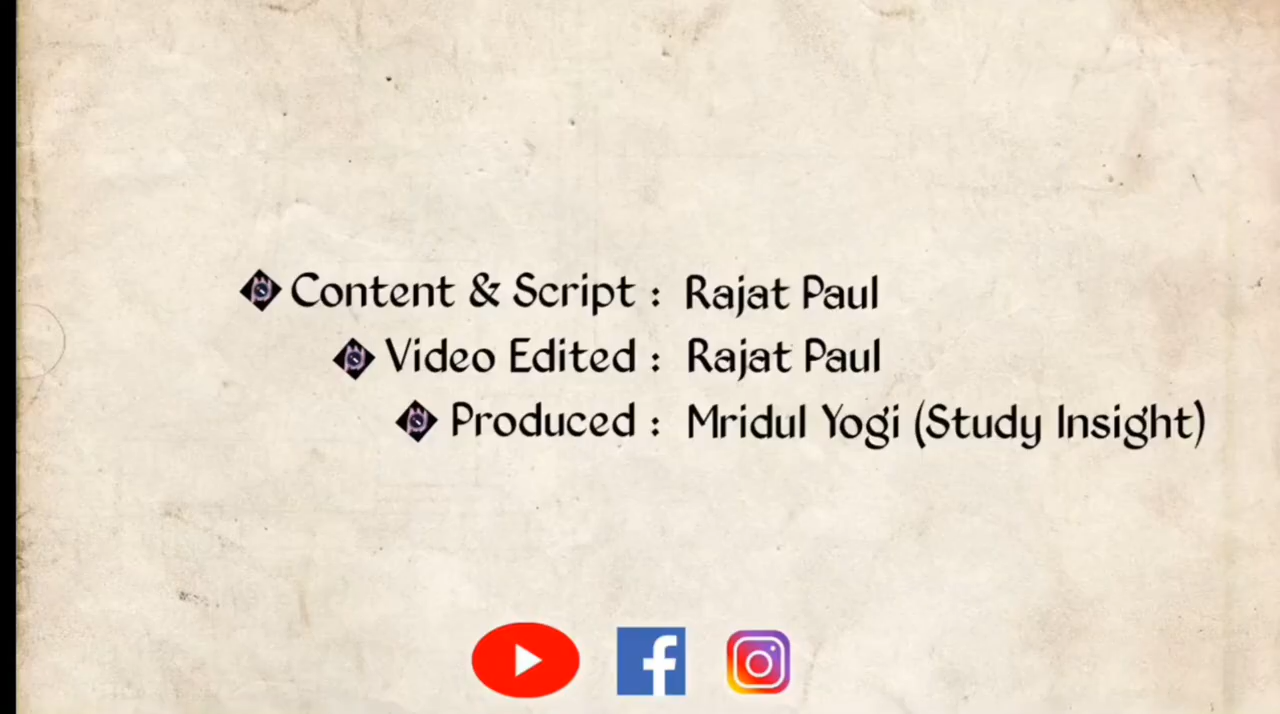 Content & Script : Rajat Paul
Video Edited : Rajat Paul
Produced : Mridul Yogi (Study Insight)